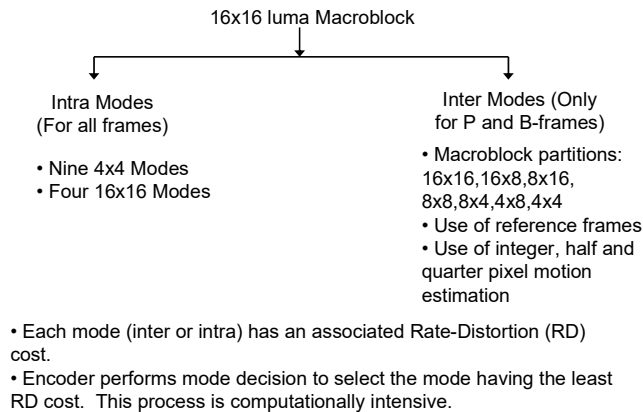 16x16 luma Macroblock
Intra Modes
(For all frames)
• Nine 4x4 Modes
• Four 16x16 Modes
Inter Modes (Only
for P and B-frames)
• Macroblock partitions:
16x16,16x8,8x16,
8x8,8x4,4x8,4x4
• Use of reference frames
• Use of integer, half and
quarter pixel motion
estimation
• Each mode (inter or intra) has an associated Rate-Distortion (RD)
cost.
• Encoder performs mode decision to select the mode having the least
RD cost.  This process is computationally intensive.